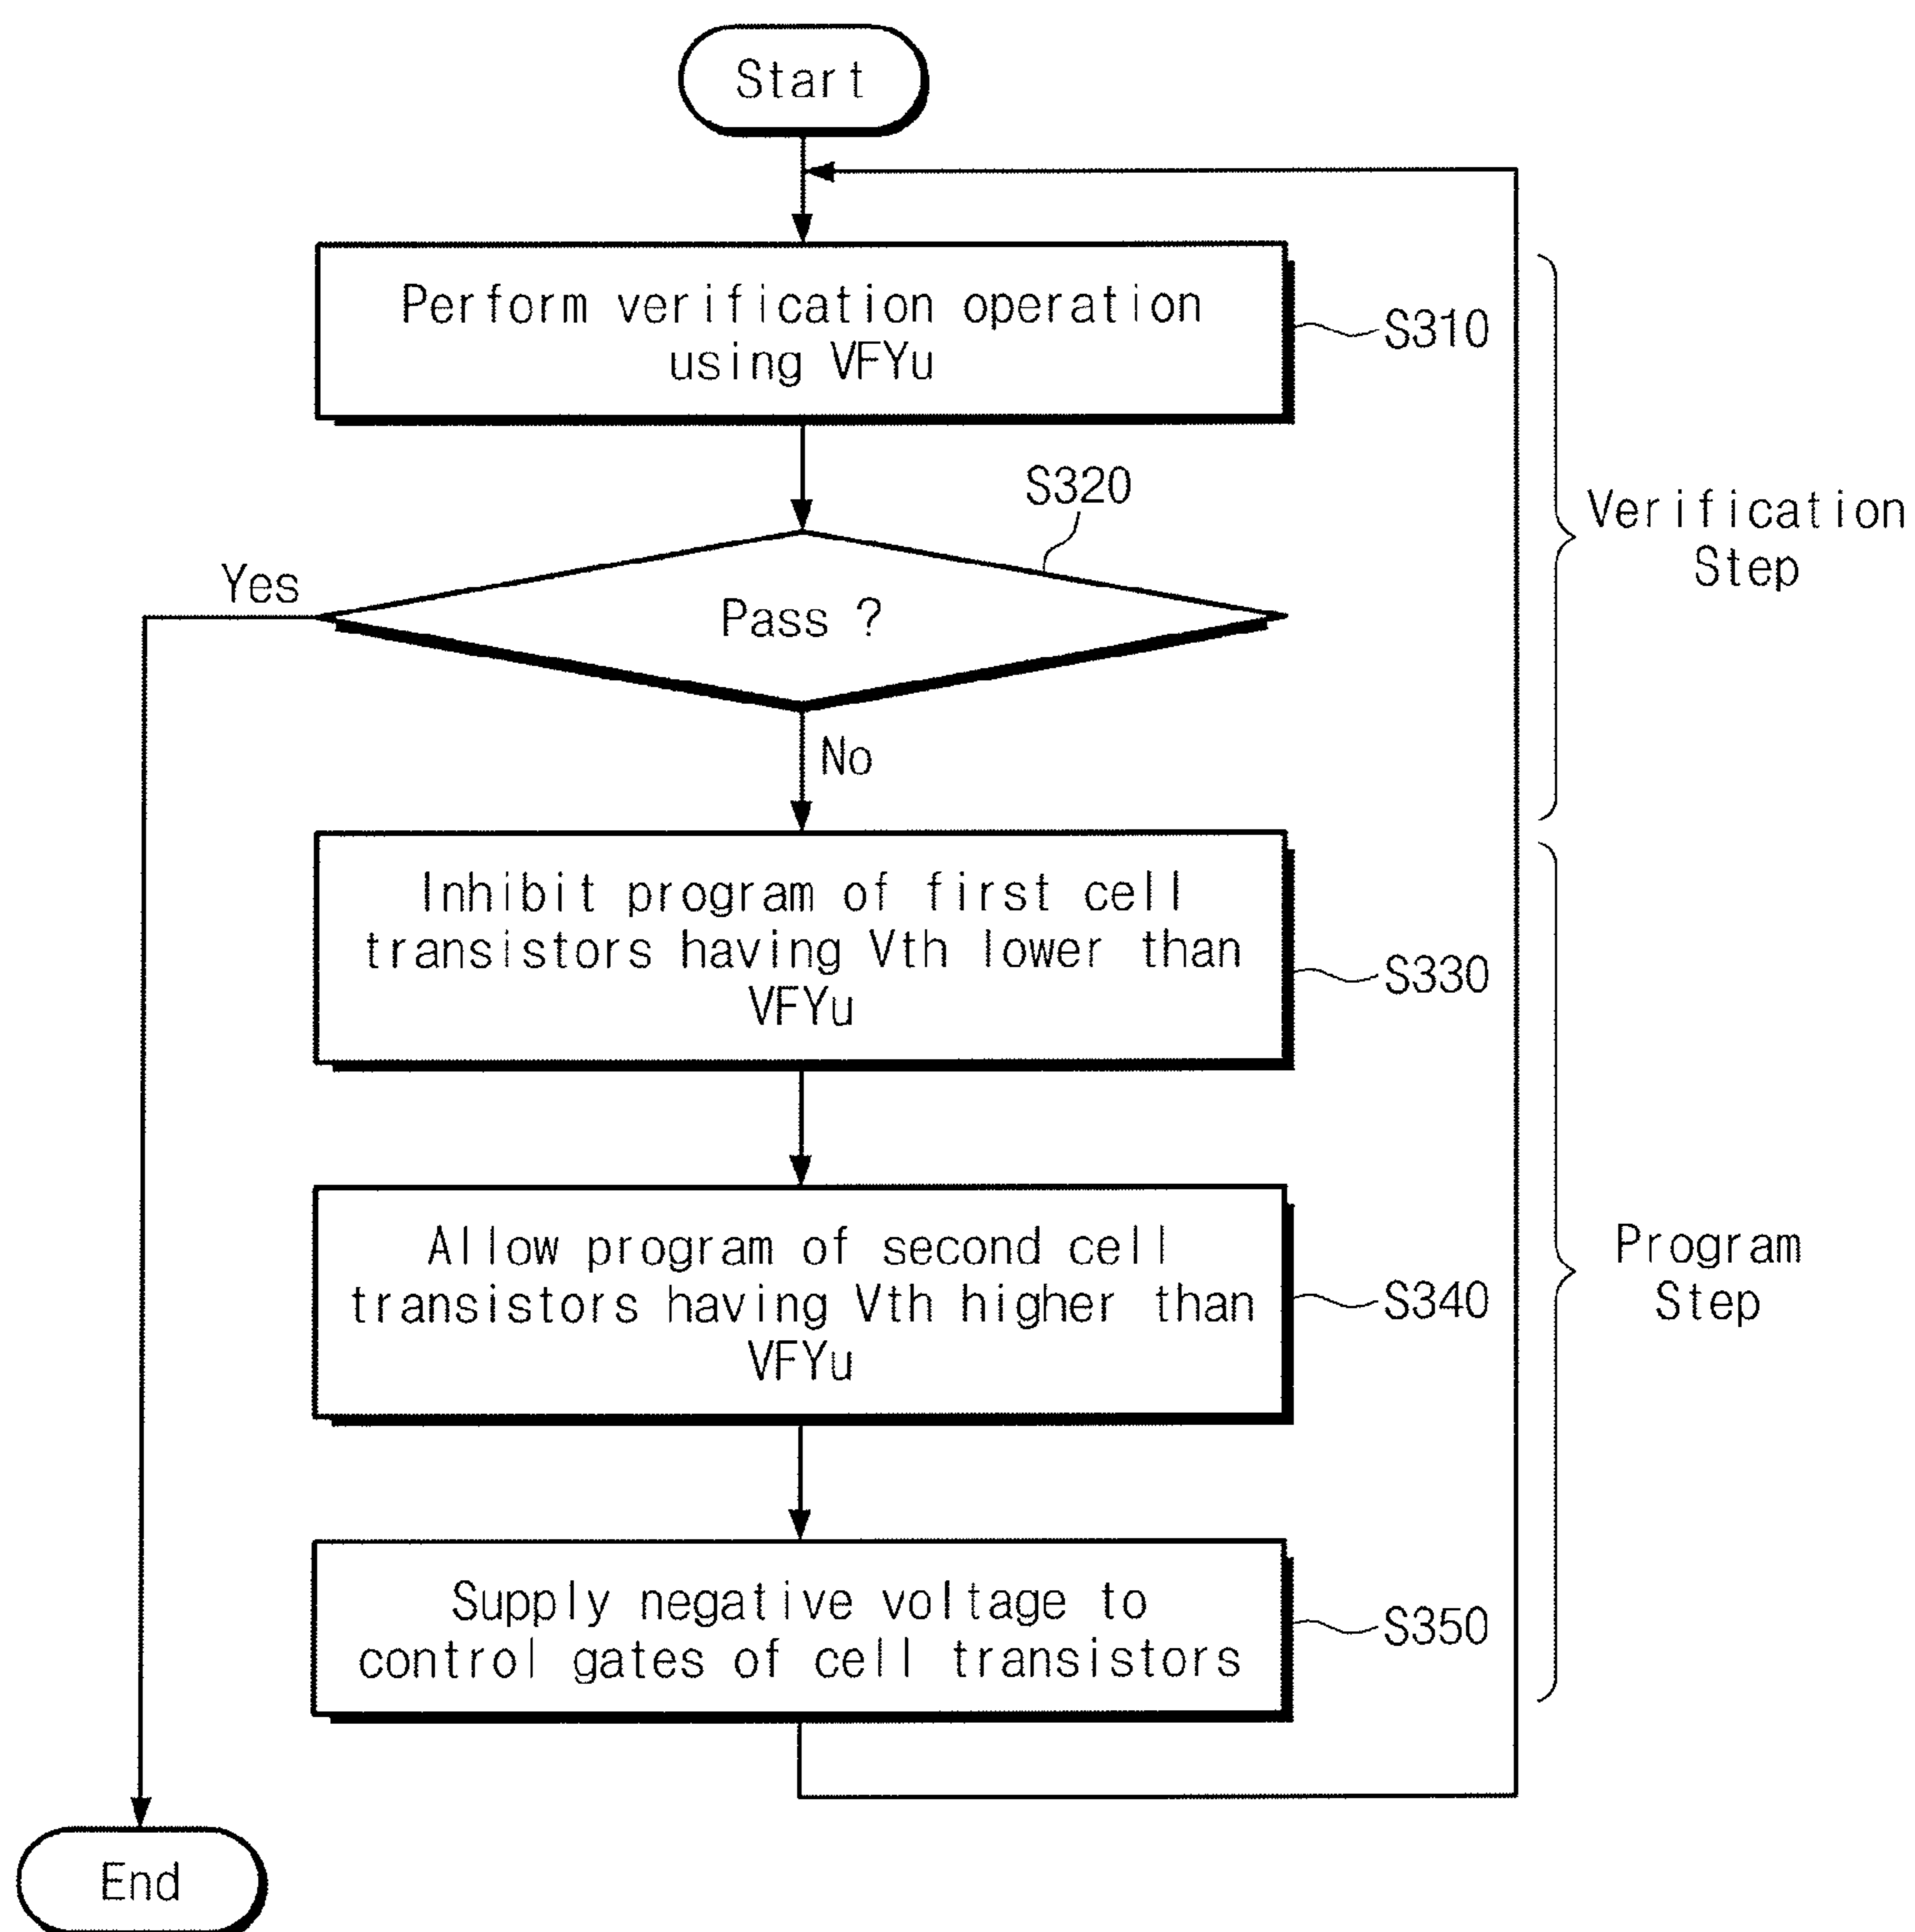 Start
Perform verification operation
using VFYu
S310
S320
Yes
Pass ?
No
Verification
Step
Inhibit program of first cell
transistors having Vth lower than
VFYu
S330
Allow program of second cell
transistors having Vth higher than
VFYu
S340
Program
Step
Supply negative voltage to
control gates of cell transistors
S350
End